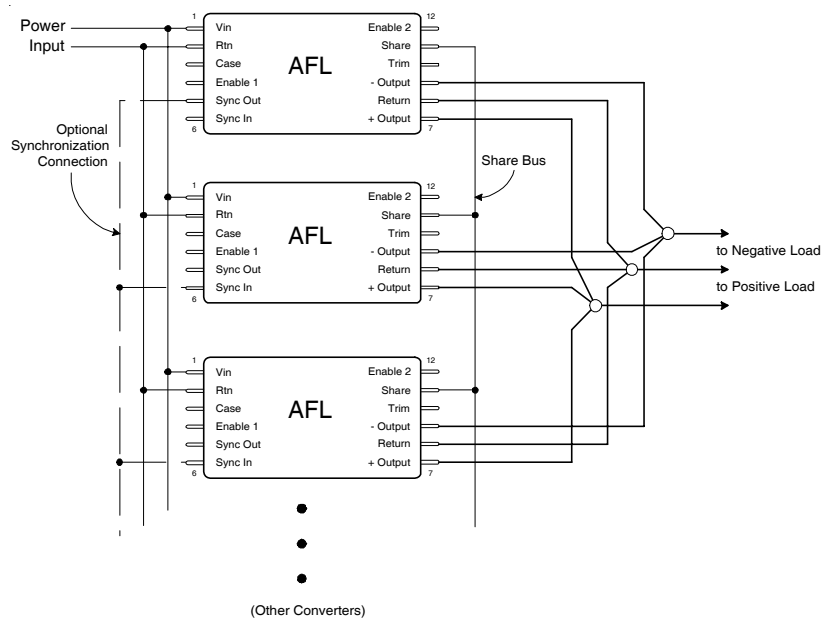 Power
Input
1
Vin
Rtn
Case
Enable 1
Sync Out
Sync In
6
AFL
12
Enable 2
Share
Trim
- Output
Return
+ Output
7
Optional
Synchronization
Connection
Share Bus
1
Vin
Rtn
Case
Enable 1
Sync Out
Sync In
6
AFL
12
Enable 2
Share
Trim
- Output
Return
+ Output
7
to Negative Load
to Positive Load
1
Vin
Rtn
Case
Enable 1
Sync Out
Sync In
6
AFL
12
Enable 2
Share
Trim
- Output
Return
+ Output
7
(Other Converters)